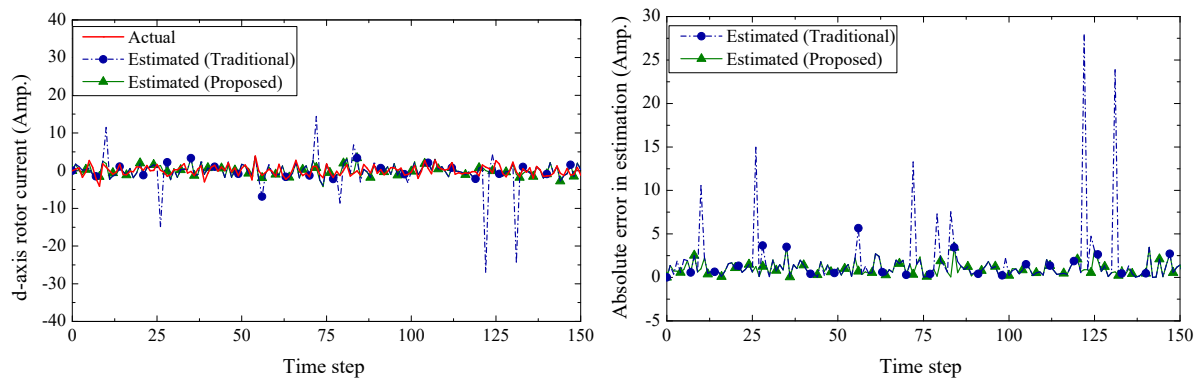 40
30
20
10
0
-10
-20
-30
-40
d-axis rotor current (Amp.)
Actual
Estimated (Traditional)
Estimated (Proposed)
0 25 50 75 100 125 150
Time step
30
25
20
15
10
5
0
-5
Absolute error in estimation (Amp.)
Estimated (Traditional)
Estimated (Proposed)
0 25 50 75 100 125 150
Time step